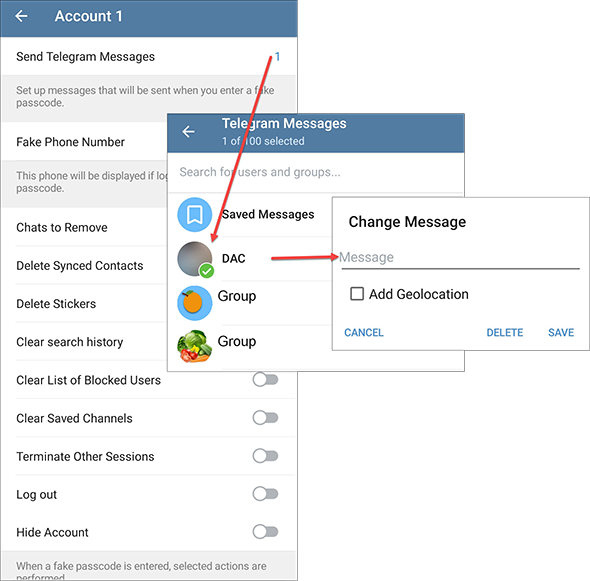 Account 1
Send Telegram Messages 1
Set up messages that will be sent when you enter a fake
passcode.
Fake Phone Number
This phone will be displayed if log
passcode.
Chats to Remove
Delete Synced Contacts
Delete Stickers
Clear search history
Clear List of Blocked Users
Clear Saved Channels
Terminate Other Sessions
Log out
Hide Account
When a fake passcode is entered, selected actions are
performed.
Telegram Messages
1 of 100 selected
Search for users and groups...
Saved Messages
DAC
Group
Group
Change Message
Message
Add Geolocation
CANCEL DELETE SAVE